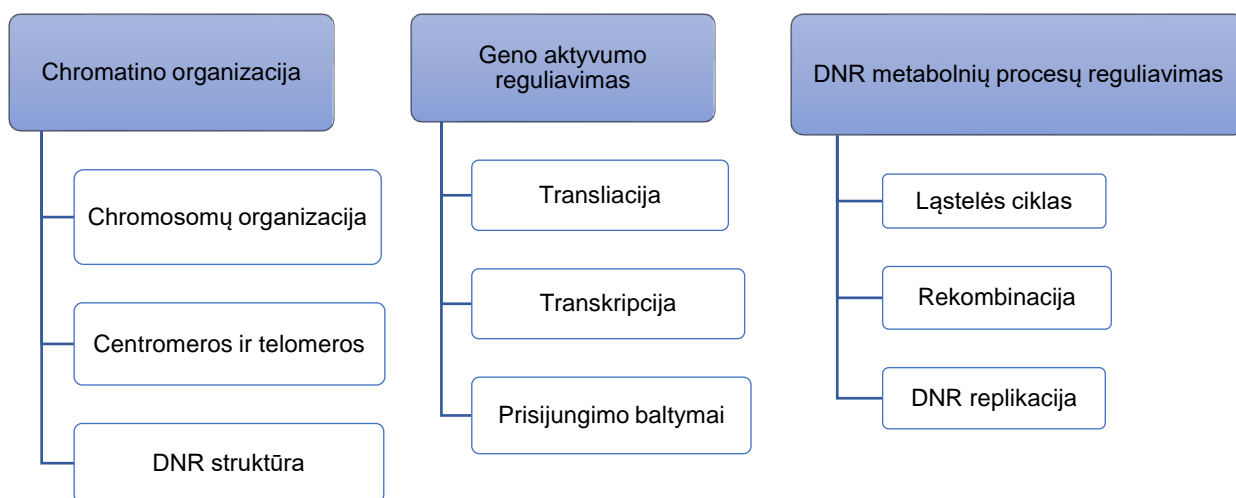 Chromatino organizacija
Chromosomų organizacija
Centromeros ir telomeros
DNR struktūra
Geno aktyvumo
reguliavimas
Transliacija
Transkripcija
Prisijungimo baltymai
DNR metabolnių procesų reguliavimas
Ląstelės ciklas
Rekombinacija
DNR replikacija